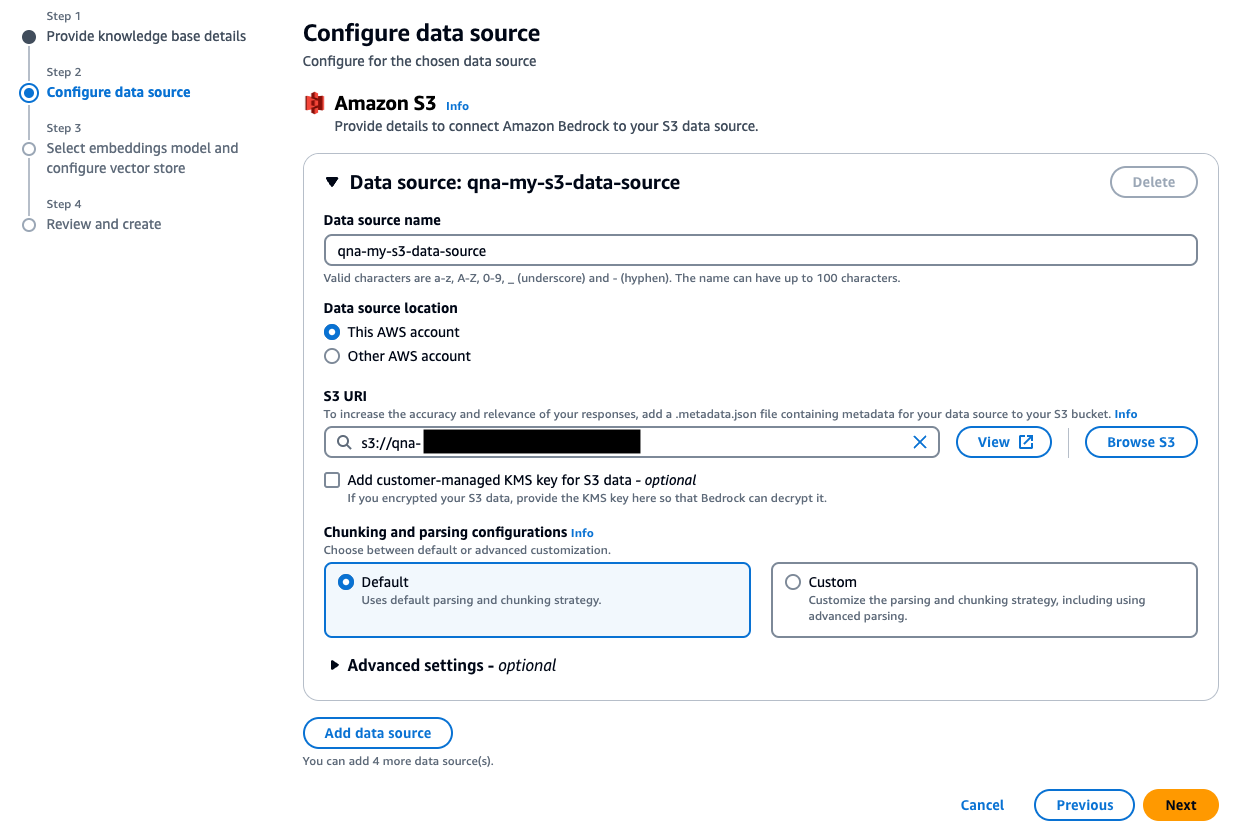 Step 1
Provide knowledge base details
Step 2
Configure data source
Step 3
Select embeddings model and
configure vector store
Step 4
Review and create
Configure data source
Configure for the chosen data source
Amazon S3 Info
Provide details to connect Amazon Bedrock to your S3 data source.
Data source: qna-my-s3-data-source
Delete
Data source name
qna-my-s3-data-source
Valid characters are a-z, A-Z, 0-9, _ (underscore) and - (hyphen). The name can have up to 100 characters.
Data source location
This AWS account
Other AWS account
S3 URI
To increase the accuracy and relevance of your responses, add a .metadata.json file containing metadata for your data source to your S3 bucket. Info
s3://qna-
View
Browse S3
Add customer-managed KMS key for S3 data - optional
If you encrypted your S3 data, provide the KMS key here so that Bedrock can decrypt it.
Chunking and parsing configurations Info
Choose between default or advanced customization.
Default
Uses default parsing and chunking strategy.
Custom
Customize the parsing and chunking strategy, including using
advanced parsing.
Advanced settings - optional
Add data source
You can add 4 more data source(s).
Cancel
Previous
Next